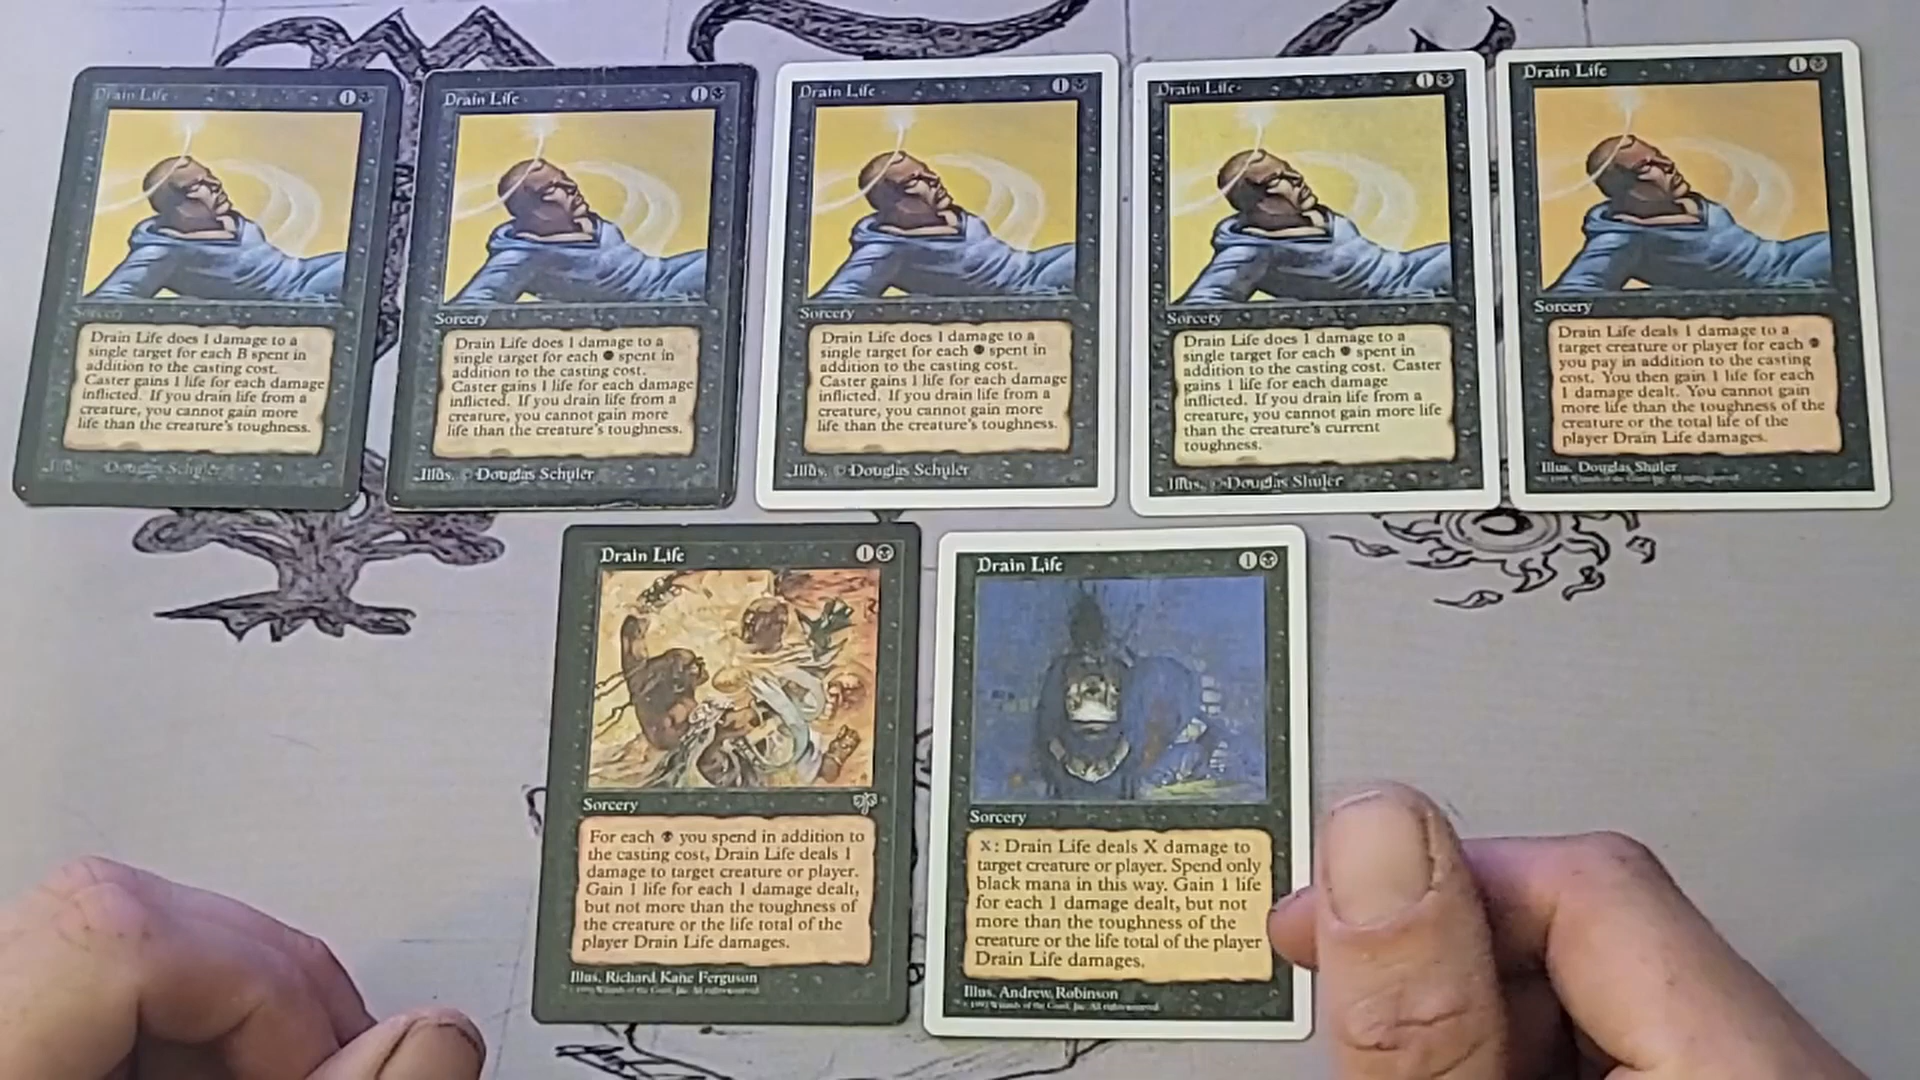 Drain Life
1
Sorcery
Drain Life does 1 damage to a
single target for each B spent in
addition to the casting cost.
Caster gains 1 life for each damage
inflicted. If you drain life from a
creature, you cannot gain more
life than the creature's toughness.
Illus. © Douglas Schuler
Drain Life
1
Sorcery
Drain Life does 1 damage to a
single target for each spent in
addition to the casting cost.
Caster gains 1 life for each damage
inflicted. If you drain life from a
creature, you cannot gain more
life than the creature's toughness.
Illus. © Douglas Schuler
Drain Life
1
Sorcery
Drain Life does 1 damage to a
single target for each spent in
addition to the casting cost.
Caster gains 1 life for each damage
inflicted. If you drain life from a
creature, you cannot gain more
life than the creature's toughness.
Illus. © Douglas Schuler
Drain Life
1
Sorcery
Drain Life does 1 damage to a
single target for each spent in
addition to the casting cost. Caster
gains 1 life for each damage
inflicted. If you drain life from a
creature, you cannot gain more life
than the creature's current
toughness.
Illus. © Douglas Shuler
Drain Life
1
Sorcery
Drain Life deals 1 damage to a
target creature or player for each
you pay in addition to the casting
cost. You then gain 1 life for each
1 damage dealt. You cannot gain
more life than the toughness of the
creature or the total life of the
player Drain Life damages.
Illus. Douglas Shuler
Drain Life
1
Sorcery
For each you spend in addition to
the casting cost, Drain Life deals 1
damage to target creature or player.
Gain 1 life for each 1 damage dealt,
but not more than the toughness of
the creature or the life total of the
player Drain Life damages.
Illus. Richard Kane Ferguson
Drain Life
1
Sorcery
X: Drain Life deals X damage to
target creature or player. Spend only
black mana in this way. Gain 1 life
for each 1 damage dealt, but not
more than the toughness of the
creature or the life total of the player
Drain Life damages.
Illus. Andrew Robinson